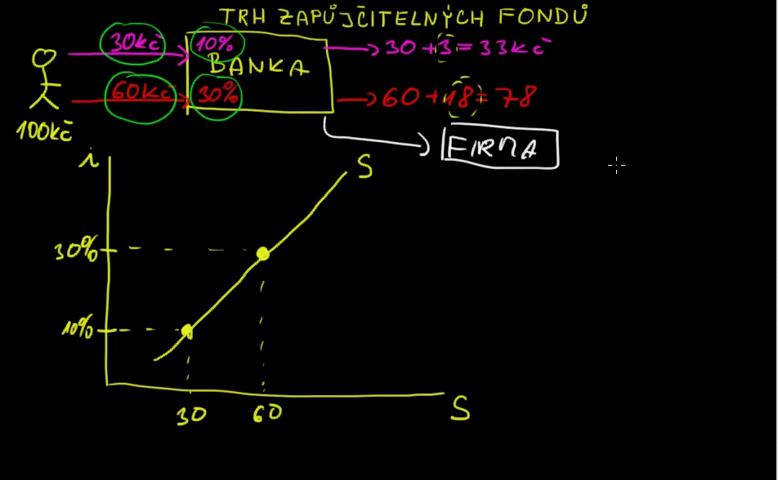 TRH ZAPŮJČITELNÝCH FONDŮ
30kč 10% 30 + 3 = 33kč
BANKA
60kč 30% 60 + 18 = 78
100kč
FIRMA
i
S
30%
10%
30 60
S